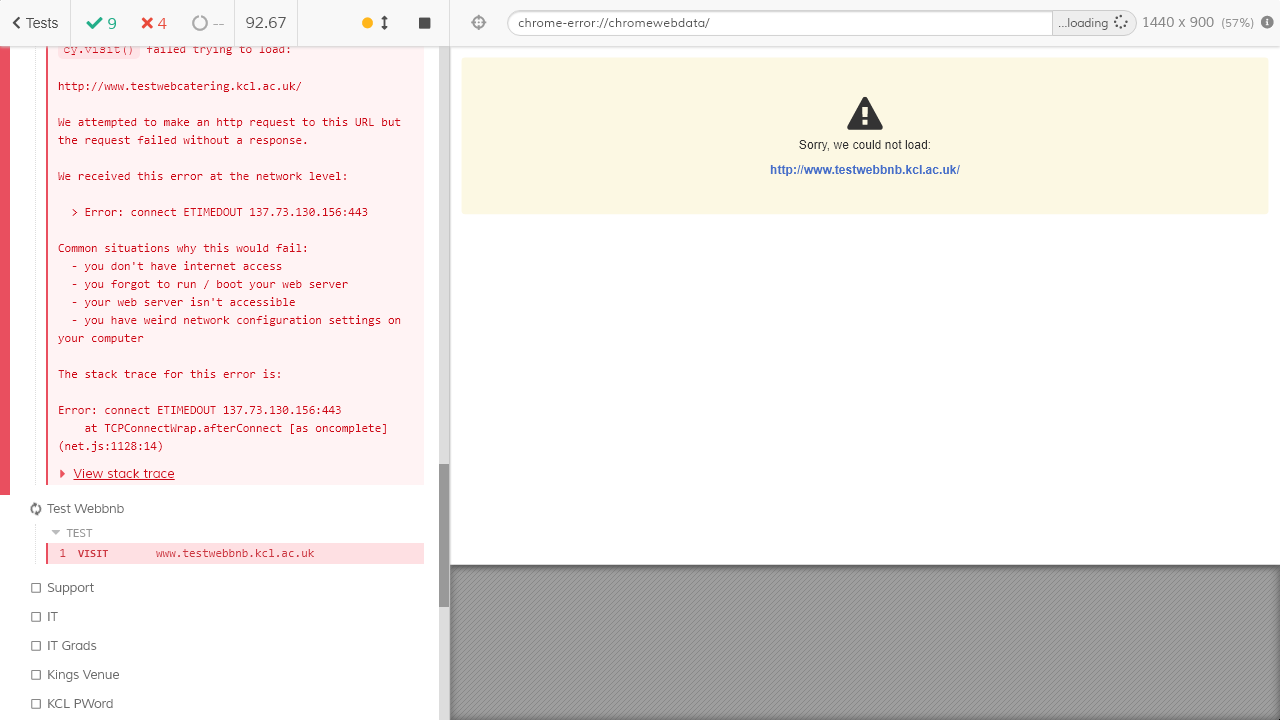 Tests
9
4
--
92.67
chrome-error://chromewebdata/
...loading
1440 x 900 (57%)
cy.visit() failed trying to load:
http://www.testwebcatering.kcl.ac.uk/
We attempted to make an http request to this URL but
the request failed without a response.
We received this error at the network level:
> Error: connect ETIMEDOUT 137.73.130.156:443
Common situations why this would fail:
- you don't have internet access
- you forgot to run / boot your web server
- your web server isn't accessible
- you have weird network configuration settings on
your computer
The stack trace for this error is:
Error: connect ETIMEDOUT 137.73.130.156:443
at TCPConnectWrap.afterConnect [as oncomplete]
(net.js:1128:14)
View stack trace
Test Webbnb
TEST
1 VISIT www.testwebbnb.kcl.ac.uk
Support
IT
IT Grads
Kings Venue
KCL PWord
Sorry, we could not load:
http://www.testwebbnb.kcl.ac.uk/